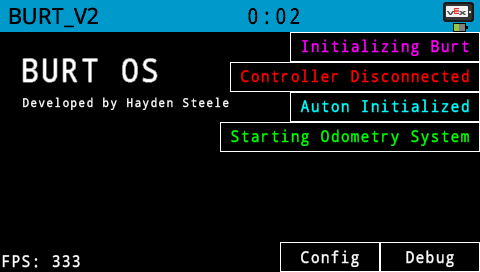 BURT_V2
0:02
VEX
Initializing Burt
BURT OS
Controller Disconnected
Developed by Hayden Steele
Auton Initialized
Starting Odometry System
FPS: 333
Config
Debug